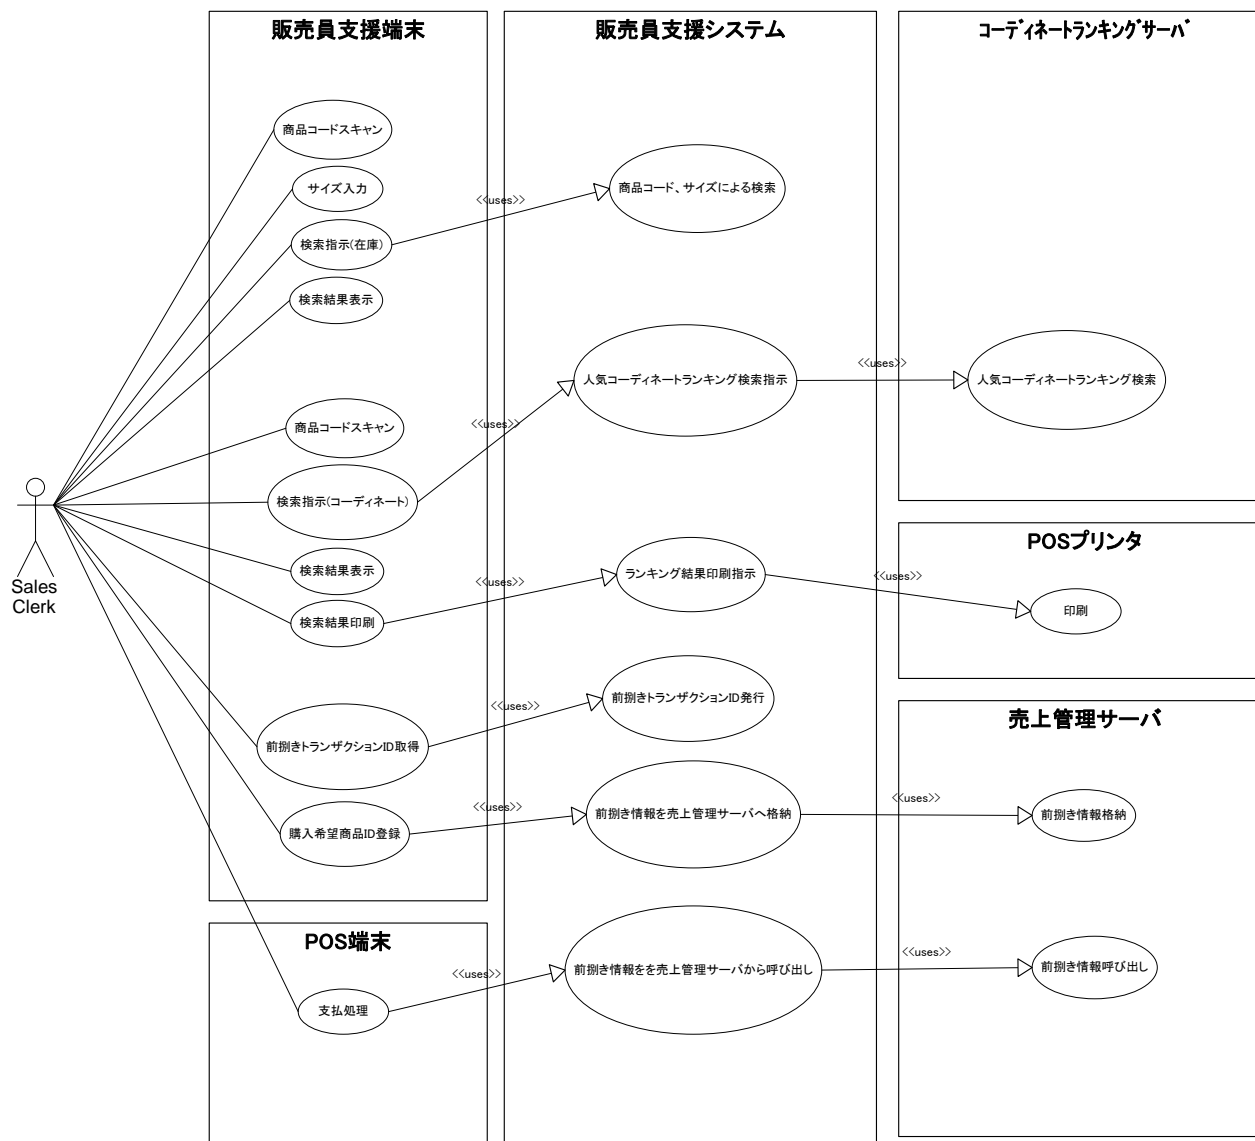 販売員支援端末
販売員支援システム
コーディネートランキングサーバ
商品コードスキャン
サイズ入力
検索指示(在庫)
検索結果表示
商品コードスキャン
検索指示(コーディネート)
検索結果表示
検索結果印刷
前捌きトランザクションID取得
購入希望商品ID登録
Sales
Clerk
POS端末
支払処理
<<uses>>
<<uses>>
<<uses>>
<<uses>>
<<uses>>
<<uses>>
商品コード、サイズによる検索
人気コーディネートランキング検索指示
ランキング結果印刷指示
前捌きトランザクションID発行
前捌き情報を売上管理サーバへ格納
前捌き情報をを売上管理サーバから呼び出し
<<uses>>
<<uses>>
<<uses>>
<<uses>>
人気コーディネートランキング検索
POSプリンタ
印刷
売上管理サーバ
前捌き情報格納
前捌き情報呼び出し